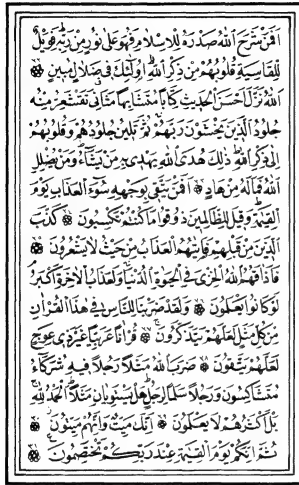 افمن شرح الله صدره للاسلام فهو على نور من ربه فويل
للقاسية قلوبهم من ذكر الله اولئك في ضلال مبين
الله نزل احسن الحديث كتابا متشابها مثاني تقشعر منه
جلود الذين يخشون ربهم ثم تلين جلودهم وقلوبهم
الى ذكر الله ذلك هدى الله يهدي به من يشاء ومن يضلل
الله فما له من هاد افمن يتقي بوجهه سوء العذاب يوم
القيمة وقيل للظالمين ذوقوا ما كنتم تكسبون كذب
الذين من قبلهم فاتيهم العذاب من حيث لا يشعرون
فاذاقهم الله الخزي في الحيوة الدنيا ولعذاب الاخرة اكبر
لو كانوا يعلمون ولقد ضربنا للناس في هذا القران
من كل مثل لعلهم يتذكرون قرانا عربيا غير ذي عوج
لعلهم يتقون ضرب الله مثلا رجلا فيه شركاء
متشاكسون ورجلا سلما لرجل هل يستويان مثلا الحمد لله
بل اكثرهم لا يعلمون انك ميت وانهم ميتون
ثم انكم يوم القيمة عند ربكم تختصمون